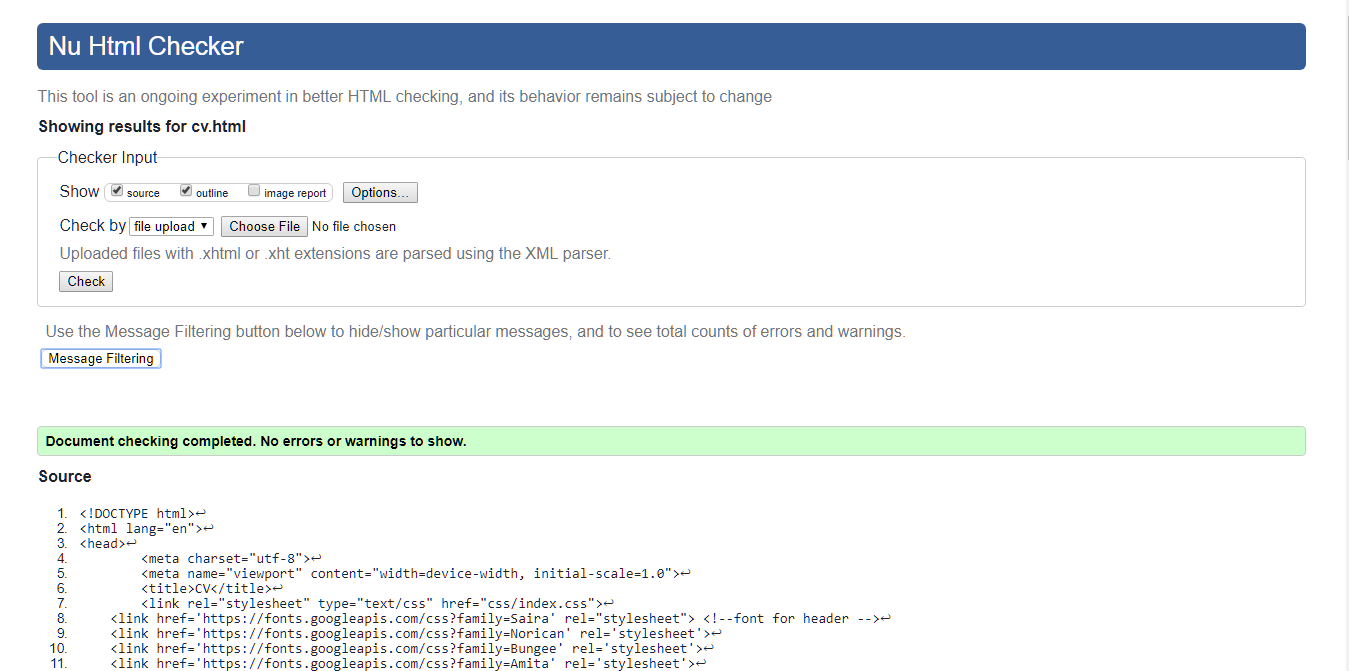 Nu Html Checker
This tool is an ongoing experiment in better HTML checking, and its behavior remains subject to change
Showing results for cv.html
Checker Input
Show source outline image report Options...
Check by file upload ▼ Choose File No file chosen
Uploaded files with .xhtml or .xht extensions are parsed using the XML parser.
Check
Use the Message Filtering button below to hide/show particular messages, and to see total counts of errors and warnings.
Message Filtering
Document checking completed. No errors or warnings to show.
Source
1. <!DOCTYPE html>↩
2. <html lang="en">↩
3. <head>↩
4. <meta charset="utf-8">↩
5. <meta name="viewport" content="width=device-width, initial-scale=1.0">↩
6. <title>CV</title>↩
7. <link rel="stylesheet" type="text/css" href="css/index.css">↩
8. <link href='https://fonts.googleapis.com/css?family=Saira' rel="stylesheet"> <!--font for header -->↩
9. <link href='https://fonts.googleapis.com/css?family=Norican' rel='stylesheet'>↩
10. <link href='https://fonts.googleapis.com/css?family=Bungee' rel='stylesheet'>↩
11. <link href='https://fonts.googleapis.com/css?family=Amita' rel='stylesheet'>↩